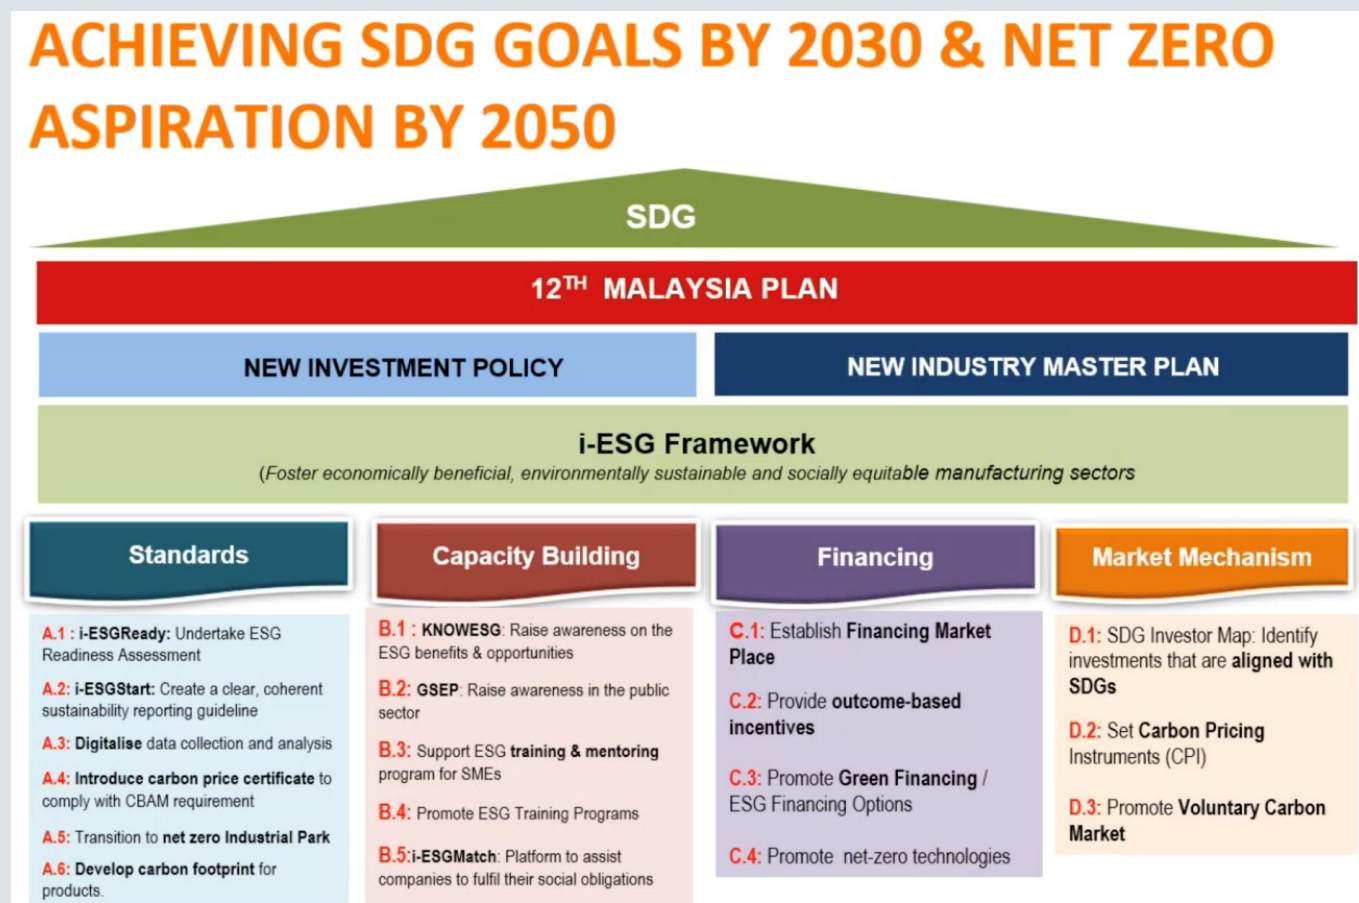 ACHIEVING SDG GOALS BY 2030 & NET ZERO
ASPIRATION BY 2050
SDG
12TH MALAYSIA PLAN
NEW INVESTMENT POLICY
NEW INDUSTRY MASTER PLAN
i-ESG Framework
(Foster economically beneficial, environmentally sustainable and socially equitable manufacturing sectors
Standards
A.1 : i-ESGReady: Undertake ESG
Readiness Assessment
A.2: i-ESGStart: Create a clear, coherent
sustainability reporting guideline
A.3: Digitalise data collection and analysis
A.4: Introduce carbon price certificate to
comply with CBAM requirement
A.5: Transition to net zero Industrial Park
A.6: Develop carbon footprint for
products.
Capacity Building
B.1 : KNOWESG: Raise awareness on the
ESG benefits & opportunities
B.2: GSEP: Raise awareness in the public
sector
B.3: Support ESG training & mentoring
program for SMEs
B.4: Promote ESG Training Programs
B.5:i-ESGMatch: Platform to assist
companies to fulfil their social obligations
Financing
C.1: Establish Financing Market
Place
C.2: Provide outcome-based
incentives
C.3: Promote Green Financing /
ESG Financing Options
C.4: Promote net-zero technologies
Market Mechanism
D.1: SDG Investor Map: Identify
investments that are aligned with
SDGs
D.2: Set Carbon Pricing
Instruments (CPI)
D.3: Promote Voluntary Carbon
Market